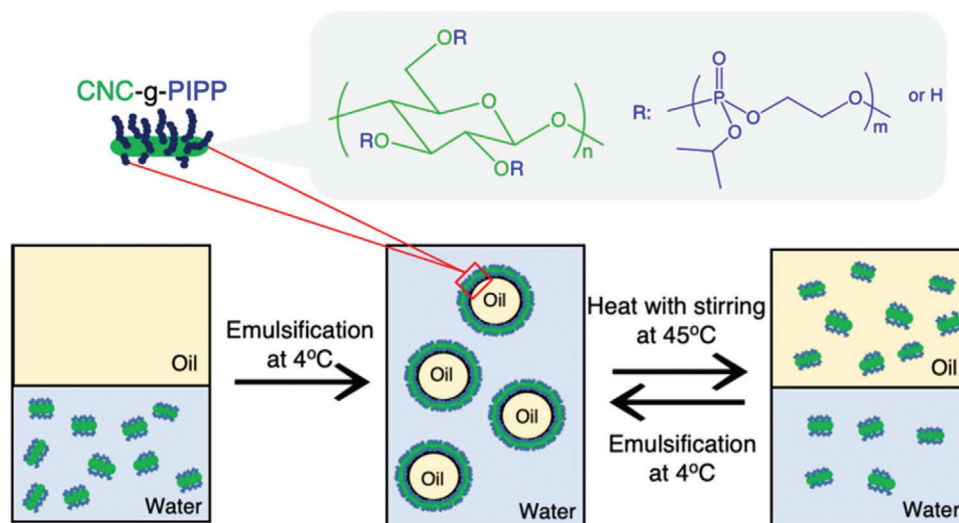 CNC-g-PIPP
OR
O
O
O
RO
OR
n
R:
O
P
O
O
O
m
or H
Oil
Water
Emulsification
at 4ºC
Oil
Oil
Oil
Oil
Water
Heat with stirring
at 45ºC
Emulsification
at 4ºC
Oil
Water